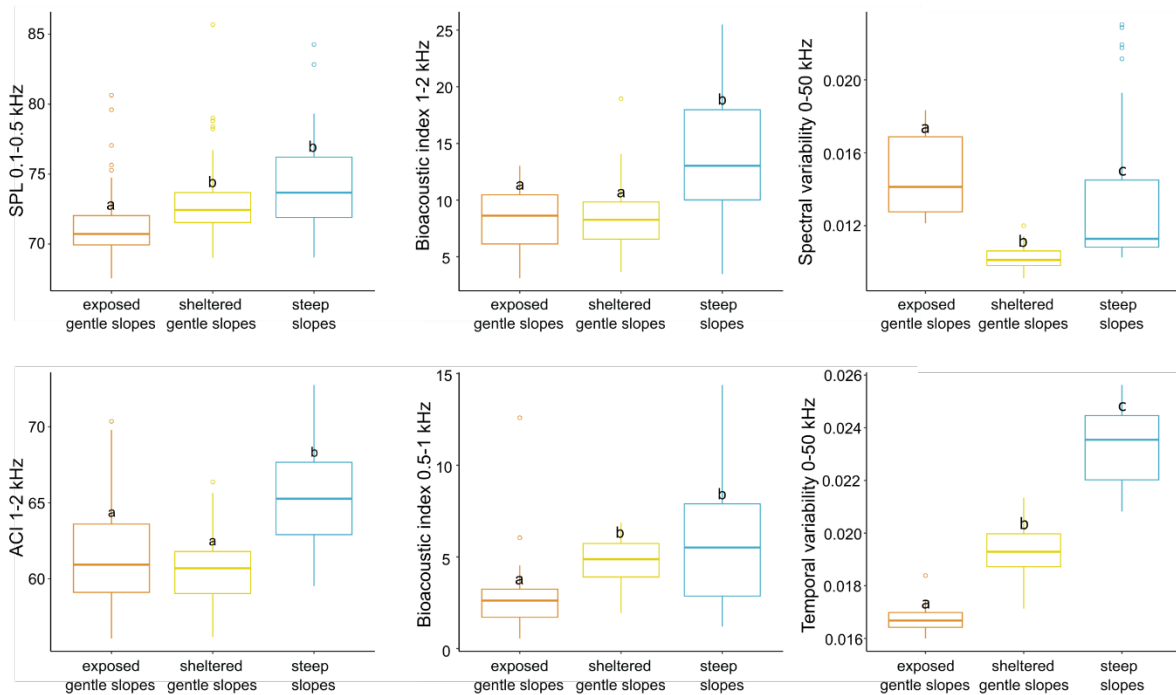 SPL 0.1-0.5 kHz
85
80
75
70
a
b
b
exposed gentle slopes
sheltered gentle slopes
steep slopes
Bioacoustic index 1-2 kHz
25
20
15
10
5
a
a
b
exposed gentle slopes
sheltered gentle slopes
steep slopes
Spectral variability 0-50 kHz
0.020
0.016
0.012
a
b
c
exposed gentle slopes
sheltered gentle slopes
steep slopes
ACI 1-2 kHz
70
65
60
a
a
b
exposed gentle slopes
sheltered gentle slopes
steep slopes
Bioacoustic index 0.5-1 kHz
15
10
5
0
a
b
b
exposed gentle slopes
sheltered gentle slopes
steep slopes
Temporal variability 0-50 kHz
0.026
0.024
0.022
0.020
0.018
0.016
a
b
c
exposed gentle slopes
sheltered gentle slopes
steep slopes